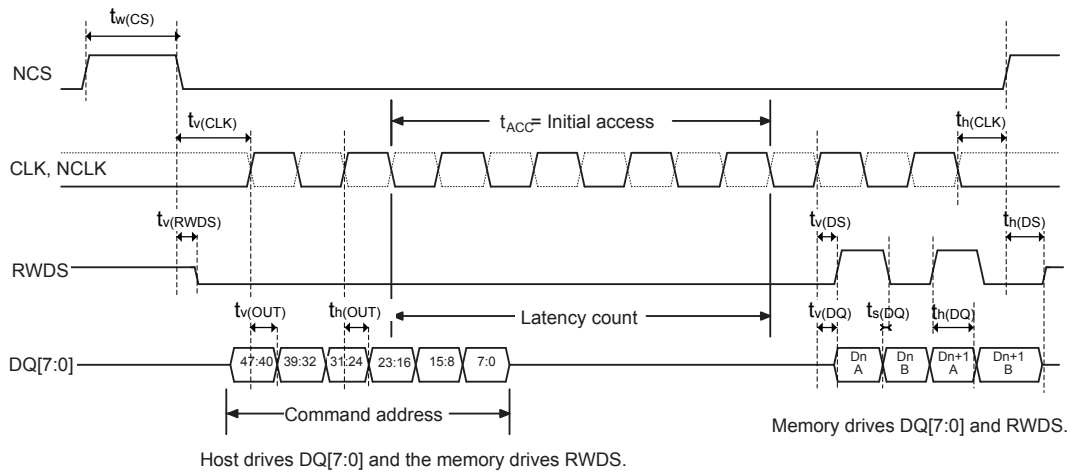 tw(CS)
NCS
tv(CLK)
tACC= Initial access
th(CLK)
CLK, NCLK
tv(RWDS)
tv(DS)
th(DS)
RWDS
tv(OUT)
th(OUT)
Latency count
tv(DQ)
ts(DQ)
th(DQ)
DQ[7:0]
47:40
39:32
31:24
23:16
15:8
7:0
Dn
A
Dn
B
Dn+1
A
Dn+1
B
Command address
Memory drives DQ[7:0] and RWDS.
Host drives DQ[7:0] and the memory drives RWDS.